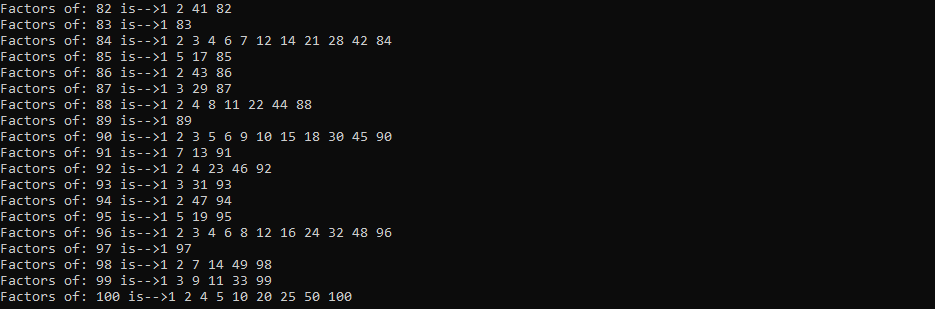 Factors of: 82 is-->1 2 41 82
Factors of: 83 is-->1 83
Factors of: 84 is-->1 2 3 4 6 7 12 14 21 28 42 84
Factors of: 85 is-->1 5 17 85
Factors of: 86 is-->1 2 43 86
Factors of: 87 is-->1 3 29 87
Factors of: 88 is-->1 2 4 8 11 22 44 88
Factors of: 89 is-->1 89
Factors of: 90 is-->1 2 3 5 6 9 10 15 18 30 45 90
Factors of: 91 is-->1 7 13 91
Factors of: 92 is-->1 2 4 23 46 92
Factors of: 93 is-->1 3 31 93
Factors of: 94 is-->1 2 47 94
Factors of: 95 is-->1 5 19 95
Factors of: 96 is-->1 2 3 4 6 8 12 16 24 32 48 96
Factors of: 97 is-->1 97
Factors of: 98 is-->1 2 7 14 49 98
Factors of: 99 is-->1 3 9 11 33 99
Factors of: 100 is-->1 2 4 5 10 20 25 50 100